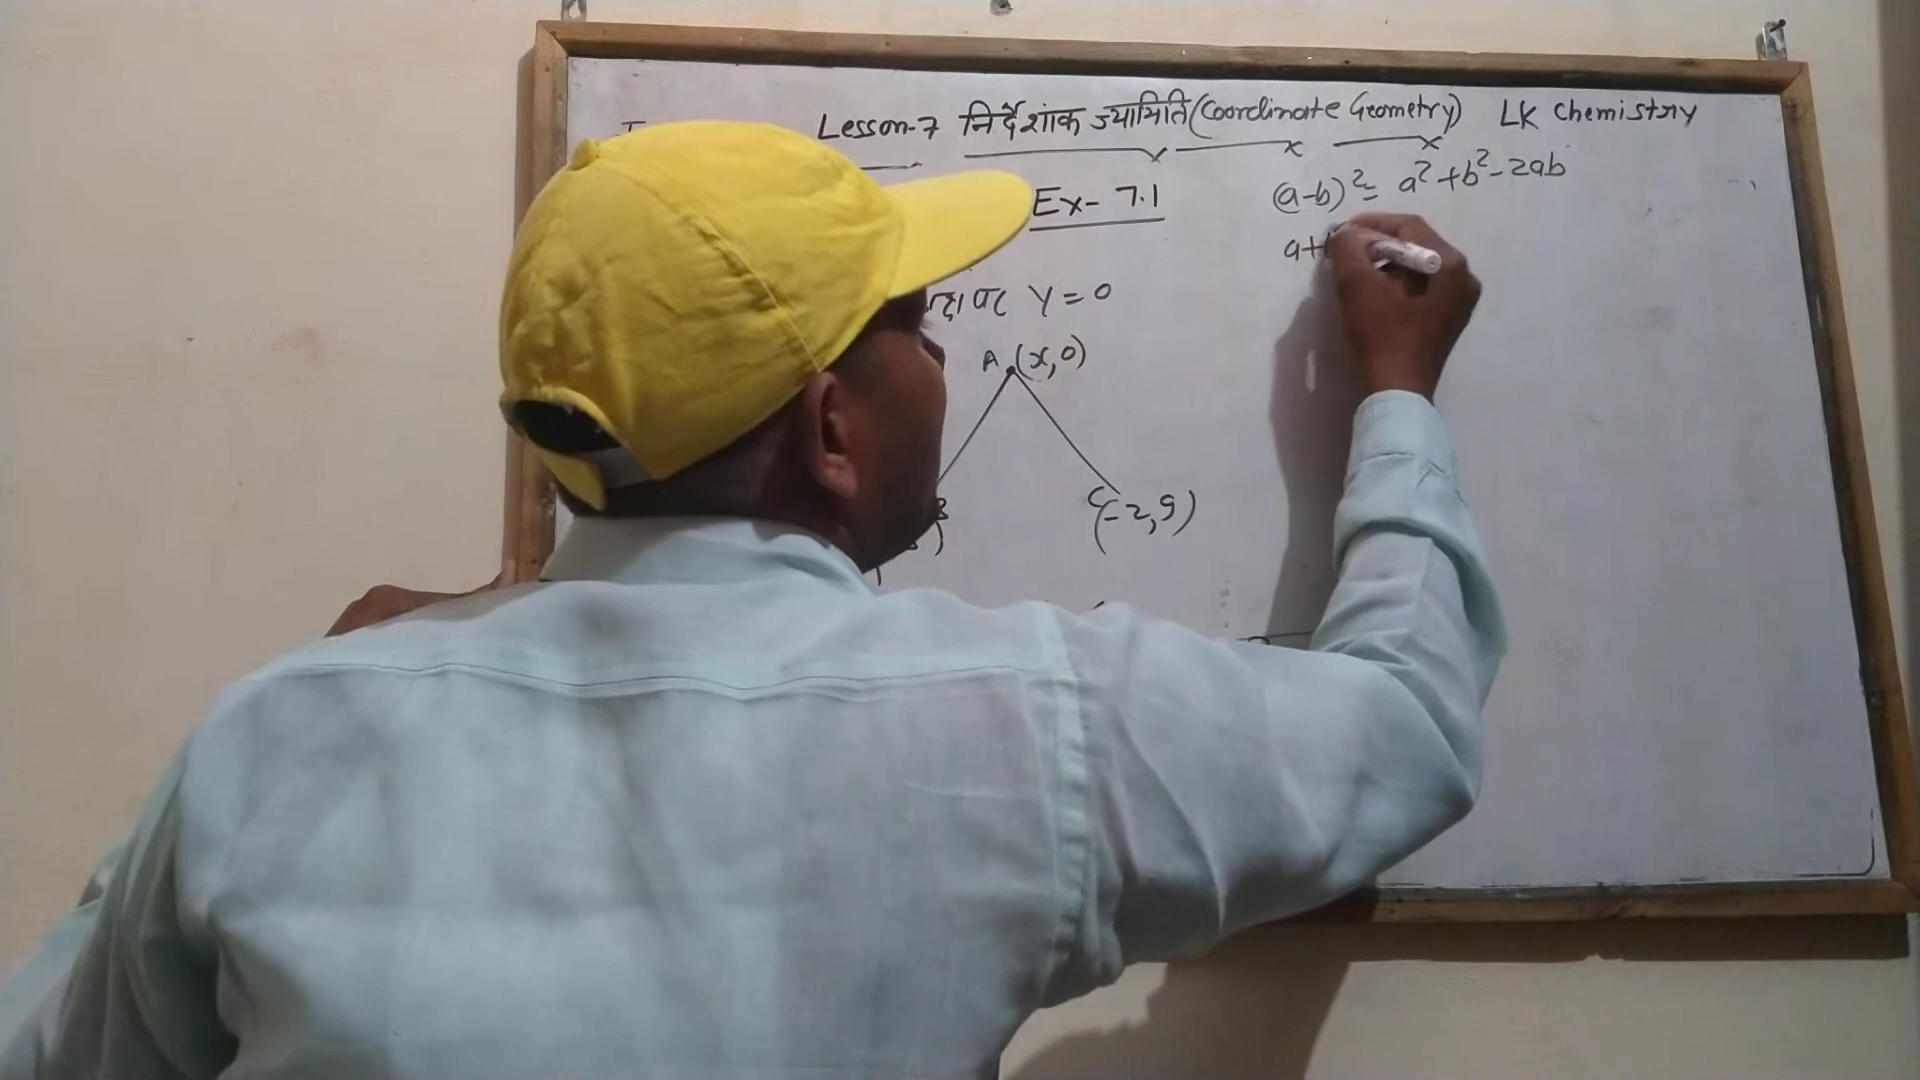 Lesson-7 निर्देशांक ज्यामिति (Coordinate Geometry) LK Chemistry
Ex- 7.1
(a-b)² = a² + b² - 2ab
a+
पर Y = 0
A (x,0)
B
C
(-2,9)